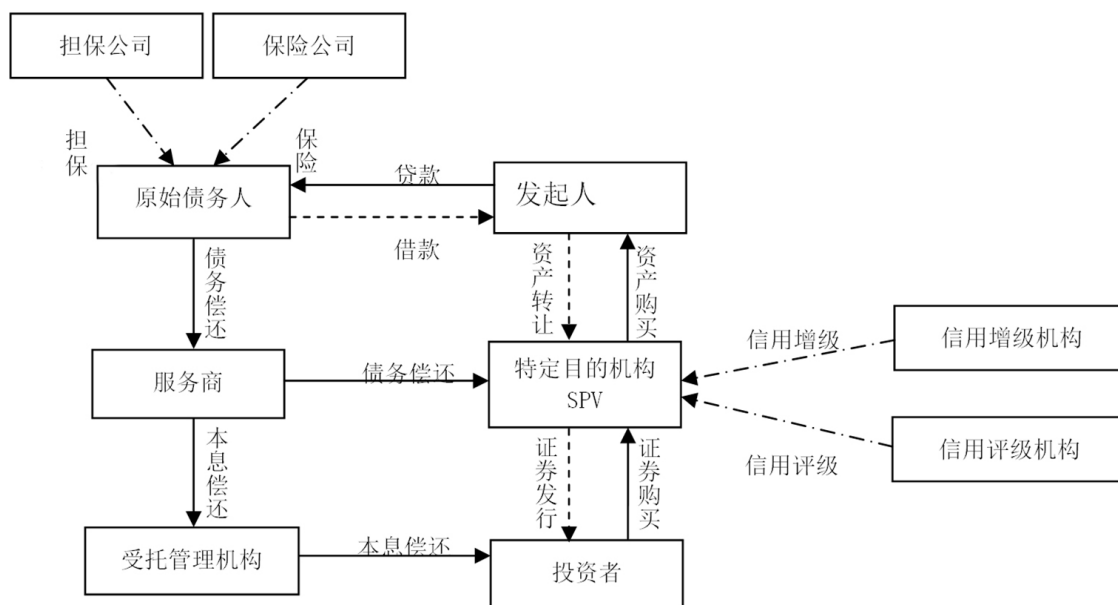 担保公司
保险公司
担保
保险
原始债务人
贷款
发起人
借款
债务偿还
资产转让
资产购买
信用增级
信用增级机构
服务商
债务偿还
特定目的机构
SPV
信用评级
信用评级机构
本息偿还
证券发行
证券购买
受托管理机构
本息偿还
投资者